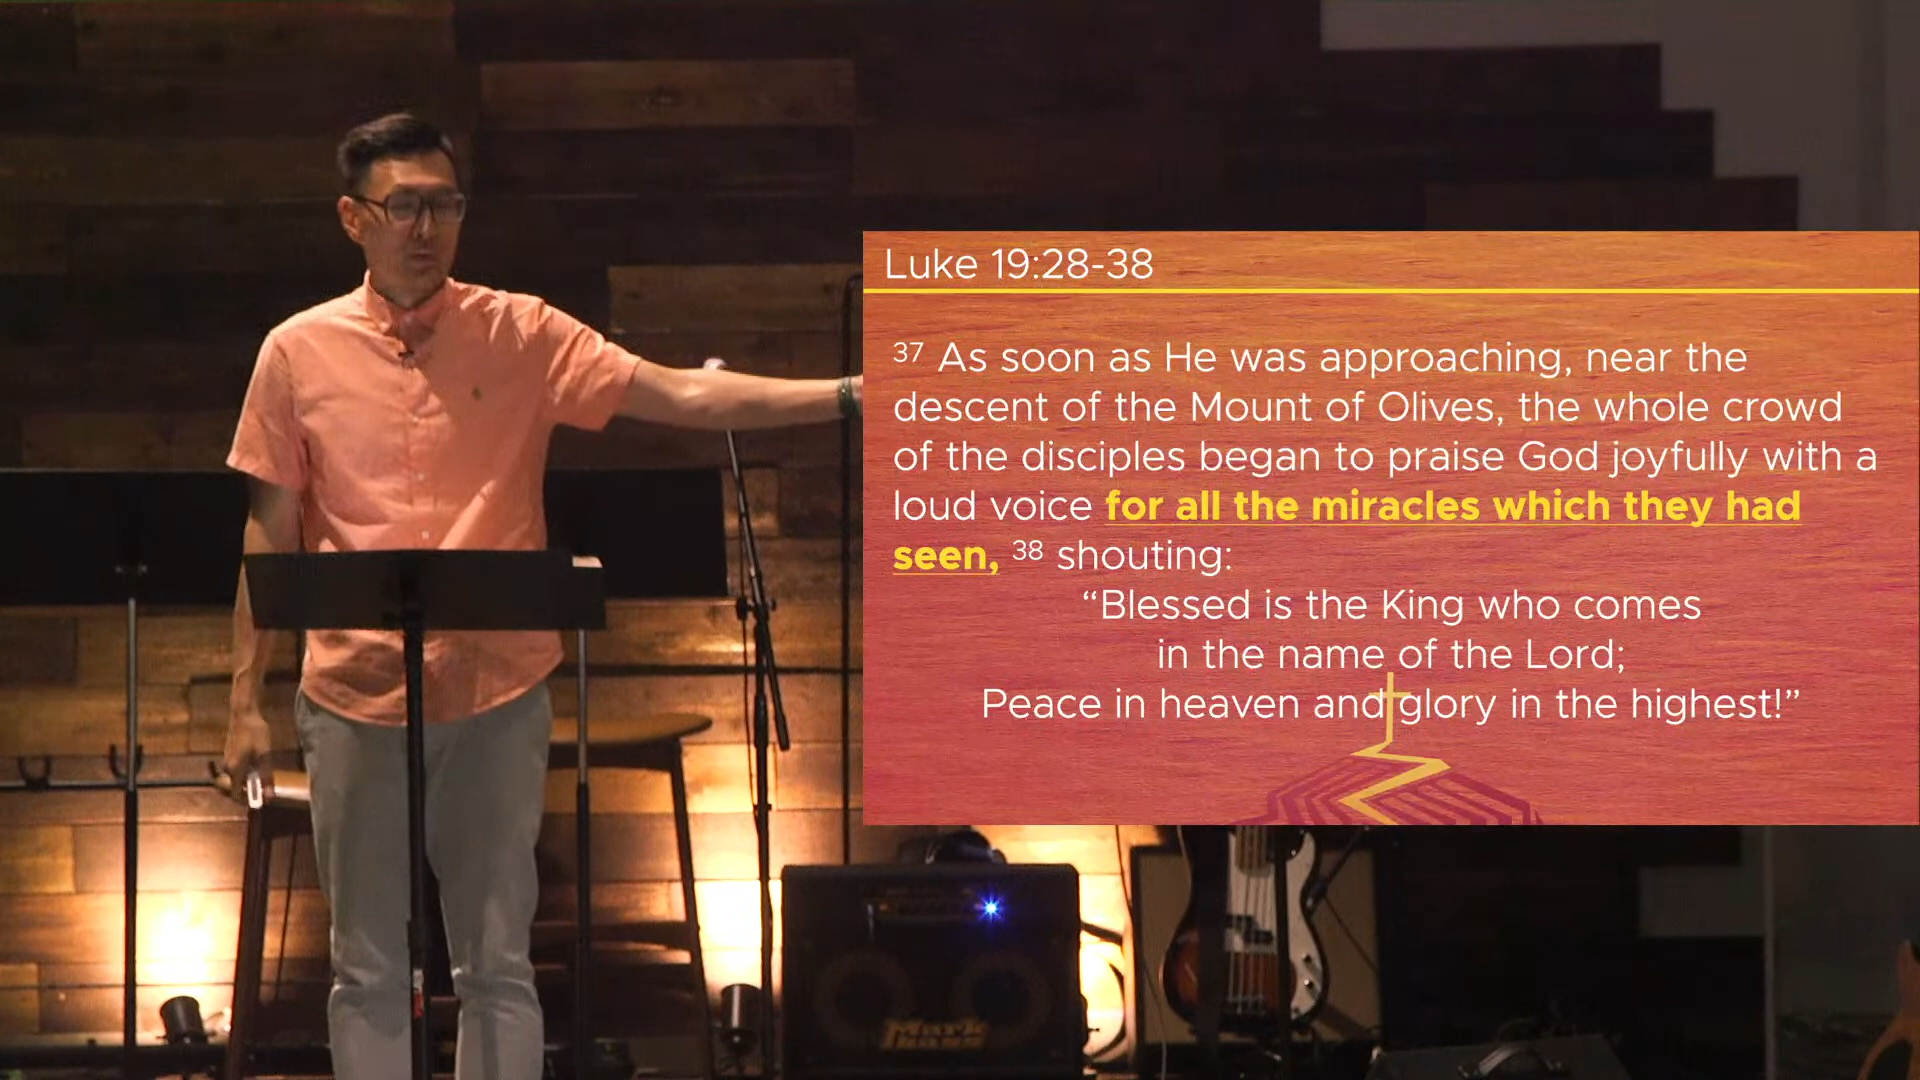 Luke 19:28-38
37 As soon as He was approaching, near the
descent of the Mount of Olives, the whole crowd
of the disciples began to praise God joyfully with a
loud voice for all the miracles which they had
seen, 38 shouting:
“Blessed is the King who comes
in the name of the Lord;
Peace in heaven and glory in the highest!”